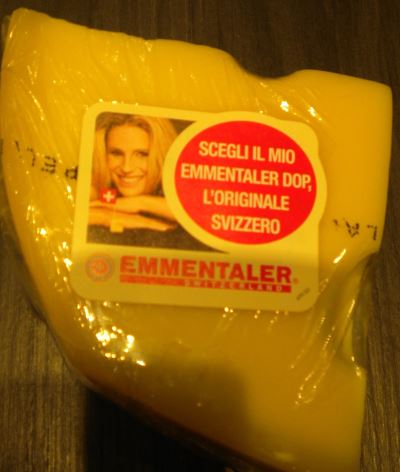 SCEGLI IL MIO
EMMENTALER DOP,
L'ORIGINALE
SVIZZERO
EMMENTALER
SWITZERLAND